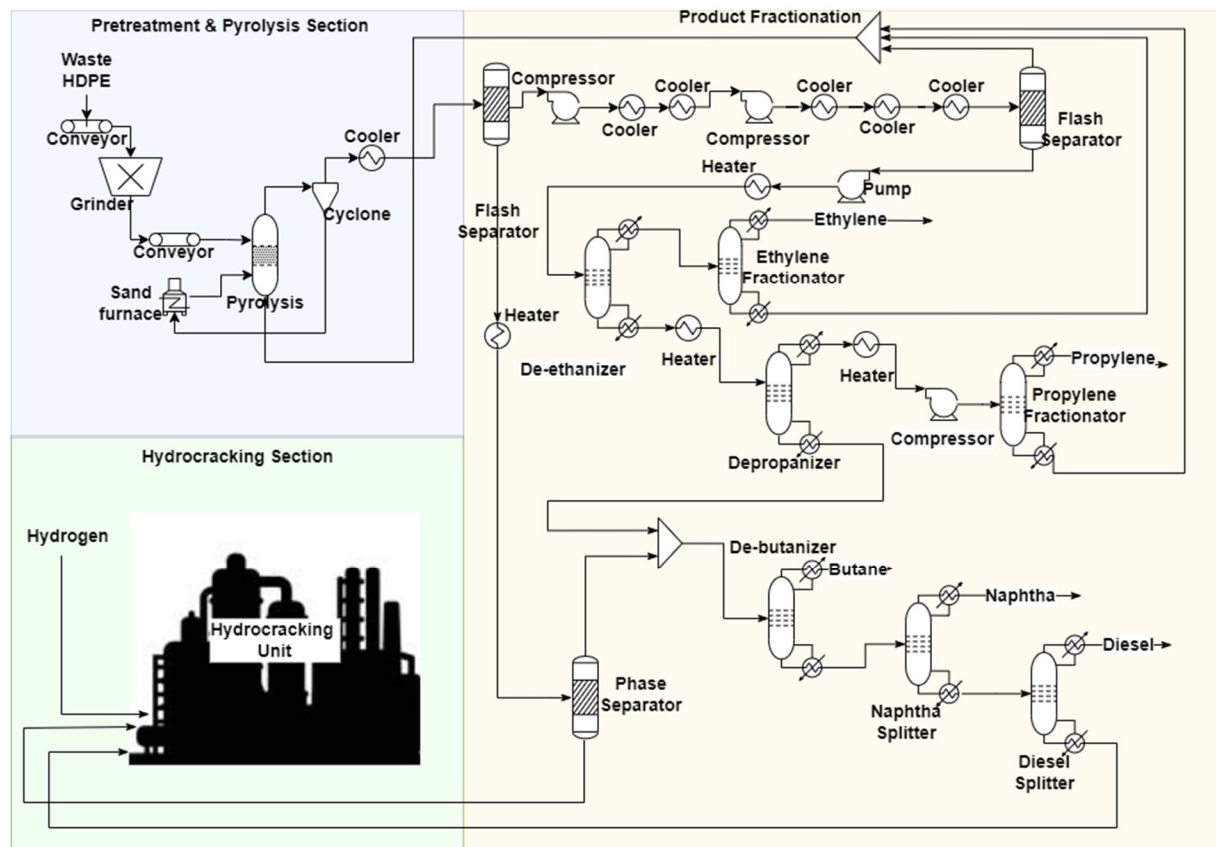 Pretreatment & Pyrolysis Section
Product Fractionation
Waste
HDPE
Conveyor
Grinder
Conveyor
Sand
furnace
Pyrolysis
Cyclone
Cooler
Compressor
Cooler
Cooler
Compressor
Cooler
Cooler
Cooler
Flash
Separator
Flash
Separator
Heater
Pump
Ethylene
Ethylene
Fractionator
Heater
De-ethanizer
Heater
Heater
Depropanizer
Compressor
Propylene
Propylene
Fractionator
Hydrocracking Section
Hydrogen
Hydrocracking
Unit
De-butanizer
Butane
Naphtha
Diesel
Phase
Separator
Naphtha
Splitter
Diesel
Splitter